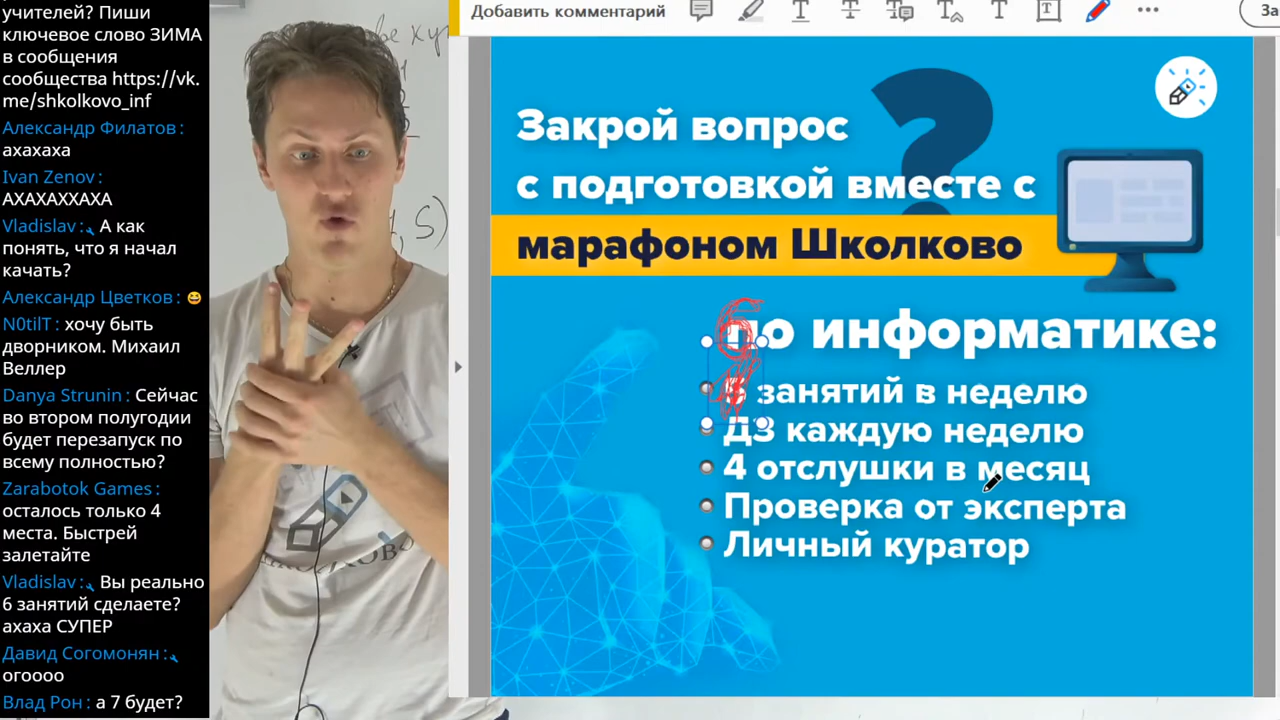 учителей? Пиши
ключевое слово ЗИМА
в сообщения
сообщества https://vk.
me/shkolkovo_inf
Александр Филатов:
ахахаха
Ivan Zenov:
АХАХАХХАХА
Vladislav: А как
понять, что я начал
качать?
Александр Цветков: 😄
N0tilT: хочу быть
дворником. Михаил
Веллер
Danya Strunin: Сейчас
во втором полугодии
будет перезапуск по
всему полностью?
Zarabotok Games:
осталось только 4
места. Быстрей
залетайте
Vladislav: Вы реально
6 занятий сделаете?
ахаха СУПЕР
Давид Согомонян:
огоооо
Влад Рон: а 7 будет?
, S)
Добавить комментарий
За
Закрой вопрос
с подготовкой вместе с
марафоном Школково
6
по информатике:
занятий в неделю
ДЗ каждую неделю
4 отслушки в месяц
Проверка от эксперта
Личный куратор